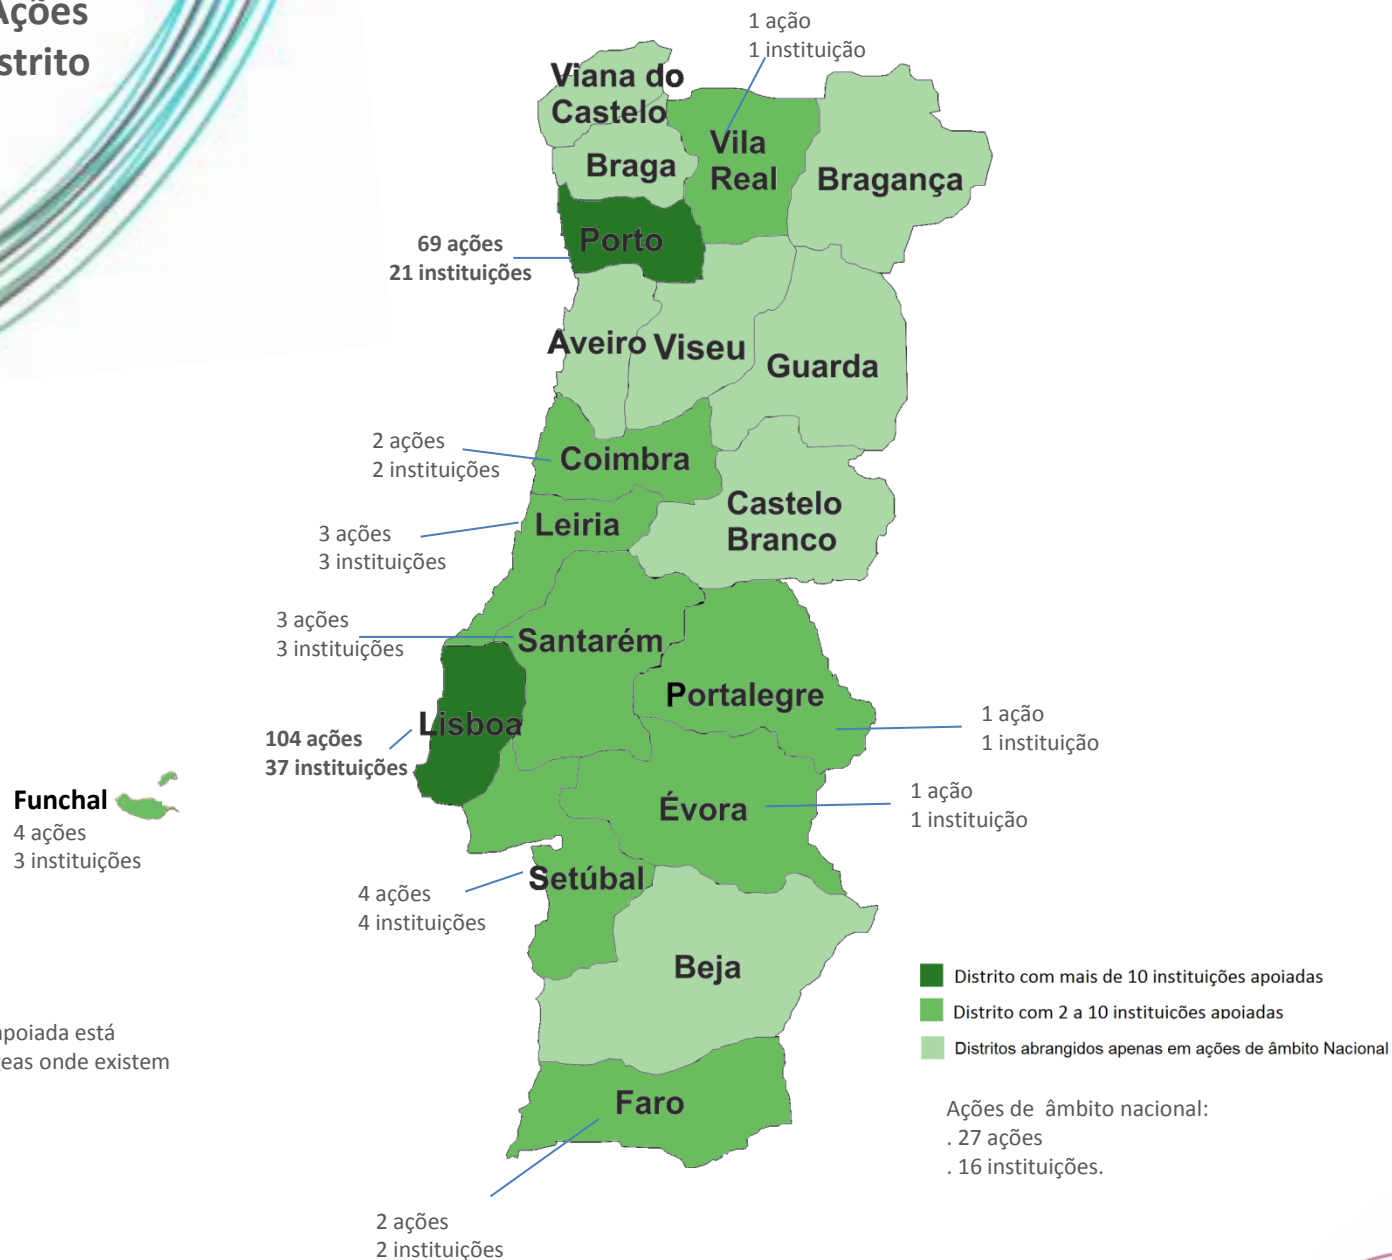 Ações
strito
1 ação
1 instituição
Viana do
Castelo
Braga
Vila
Real
Bragança
Porto
69 ações
21 instituições
Aveiro
Viseu
Guarda
2 ações
2 instituições
Coimbra
Castelo
Branco
Leiria
3 ações
3 instituições
3 ações
3 instituições
Santarém
Portalegre
1 ação
1 instituição
Lisboa
104 ações
37 instituições
Funchal
4 ações
3 instituições
Évora
1 ação
1 instituição
Setúbal
4 ações
4 instituições
Beja
Distrito com mais de 10 instituições apoiadas
Distrito com 2 a 10 instituicões apoiadas
Distritos abrangidos apenas em ações de âmbito Nacional
apoiada está
geas onde existem
Faro
Ações de âmbito nacional:
. 27 ações
. 16 instituições.
2 ações
2 instituições